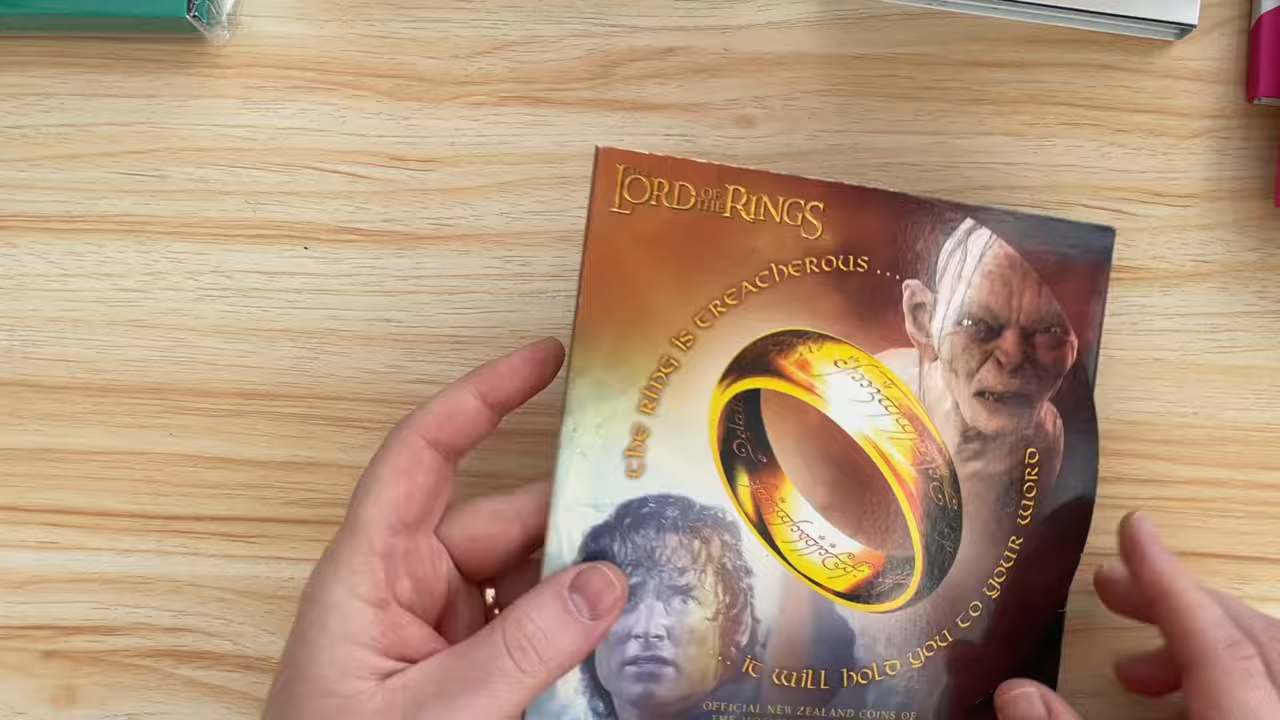 THE LORD OF THE RINGS
the RING is treacherous ...
... it will hold you to your word
OFFICIAL NEW ZEALAND COINS OF